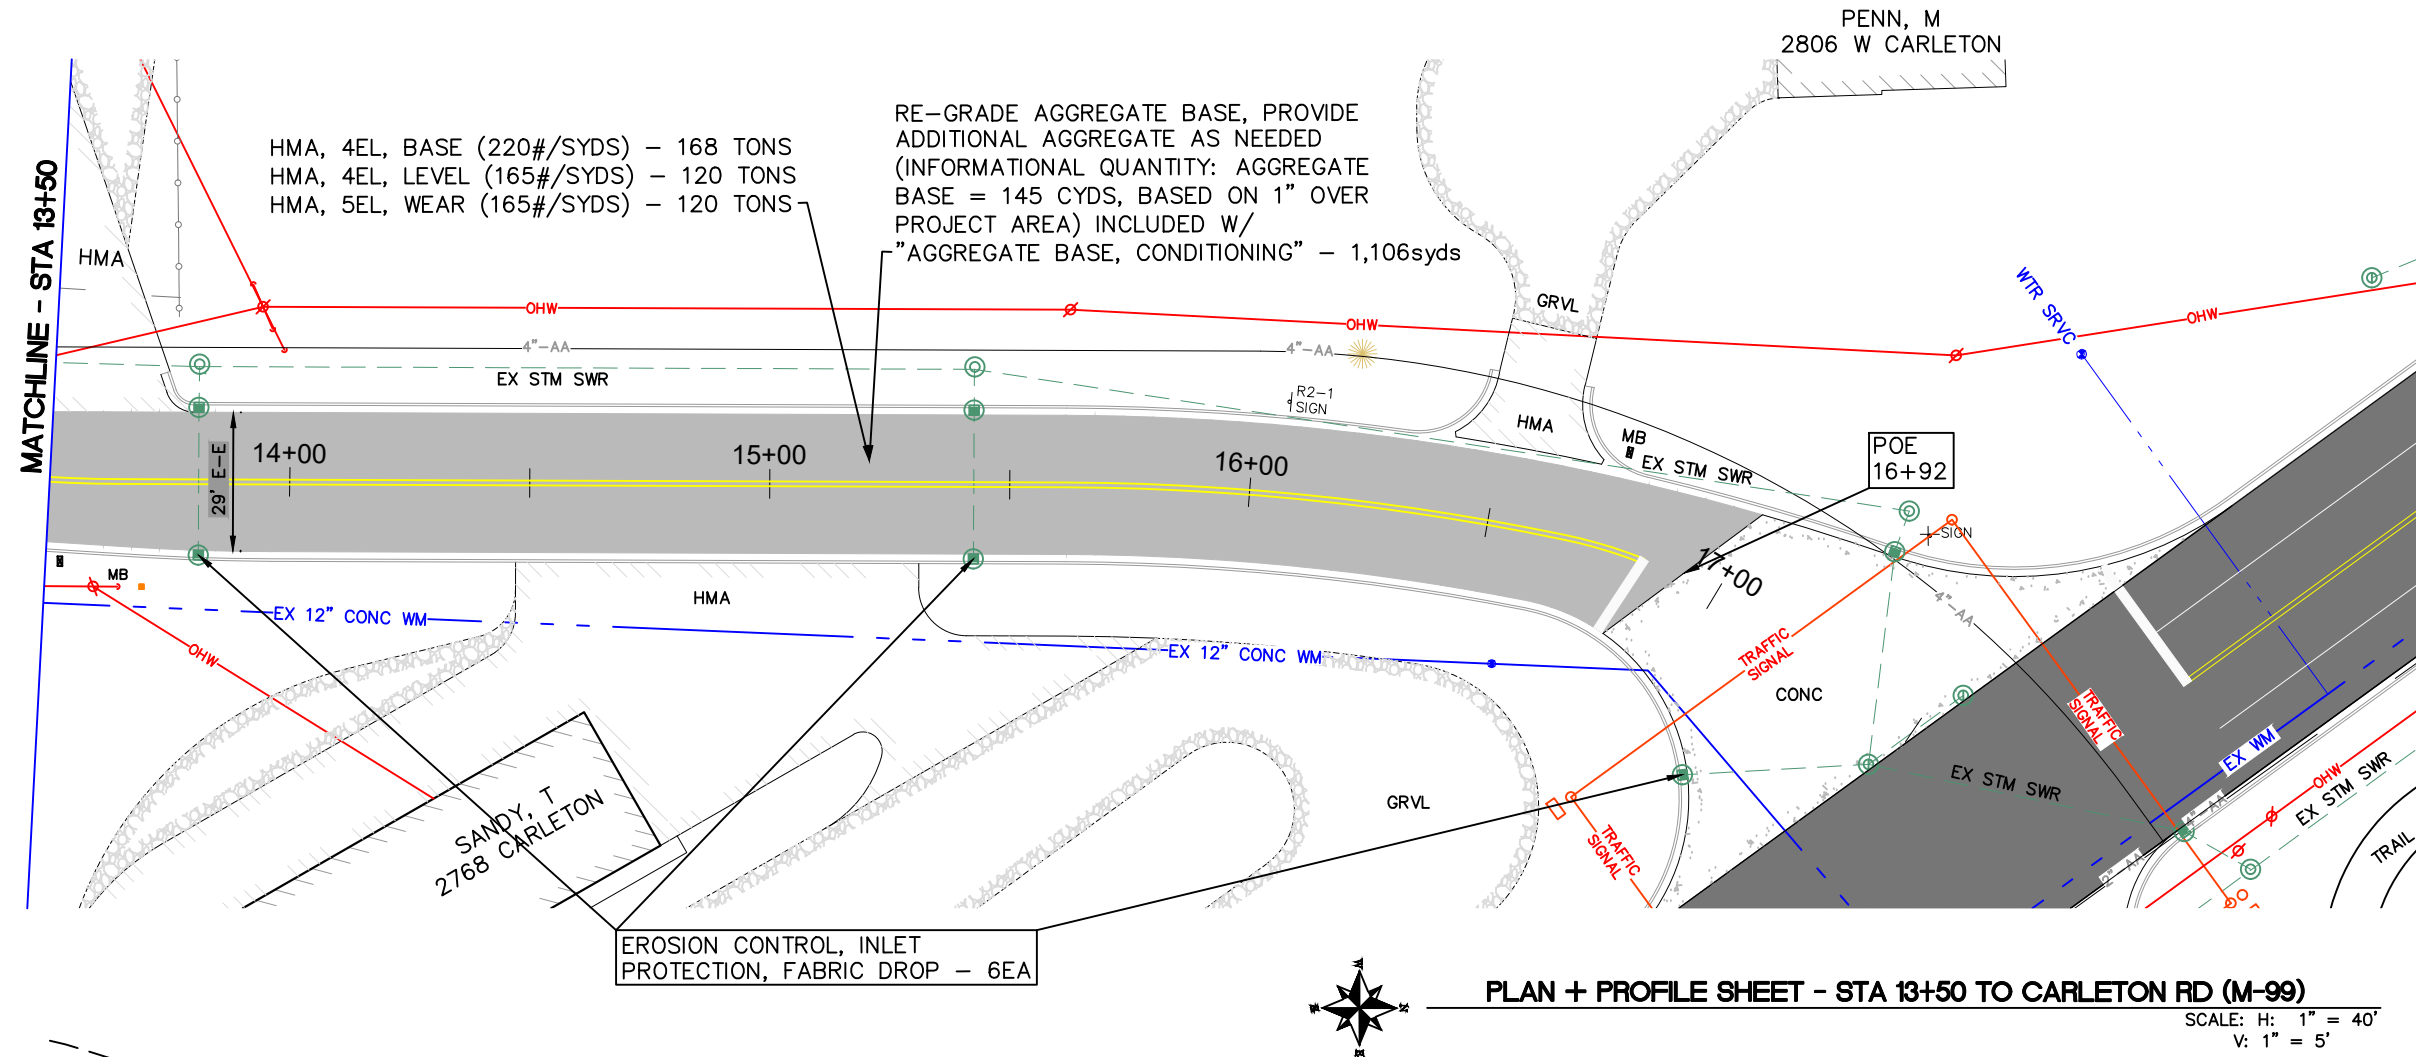 PENN, M
2806 W CARLETON
RE-GRADE AGGREGATE BASE, PROVIDE
ADDITIONAL AGGREGATE AS NEEDED
(INFORMATIONAL QUANTITY: AGGREGATE
BASE = 145 CYDS, BASED ON 1" OVER
PROJECT AREA) INCLUDED W/
"AGGREGATE BASE, CONDITIONING" - 1,106syds
HMA, 4EL, BASE (220#/SYDS) - 168 TONS
HMA, 4EL, LEVEL (165#/SYDS) - 120 TONS
HMA, 5EL, WEAR (165#/SYDS) - 120 TONS
MATCHLINE - STA 13+50
HMA
OHW
OHW
OHW
GRVL
WTR SRVC
4"-AA
4"-AA
EX STM SWR
R2-1
SIGN
HMA
MB
EX STM SWR
POE
16+92
29' E-E
14+00
15+00
16+00
17+00
SIGN
MB
HMA
EX 12" CONC WM
EX 12" CONC WM
OHW
TRAFFIC
SIGNAL
CONC
4"-AA
TRAFFIC
SIGNAL
EX WM
EX STM SWR
OHW
EX STM SWR
GRVL
TRAFFIC
SIGNAL
SANDY, T
2768 CARLETON
TRAIL
EROSION CONTROL, INLET
PROTECTION, FABRIC DROP - 6EA
PLAN + PROFILE SHEET - STA 13+50 TO CARLETON RD (M-99)
SCALE: H: 1" = 40'
V: 1" = 5'